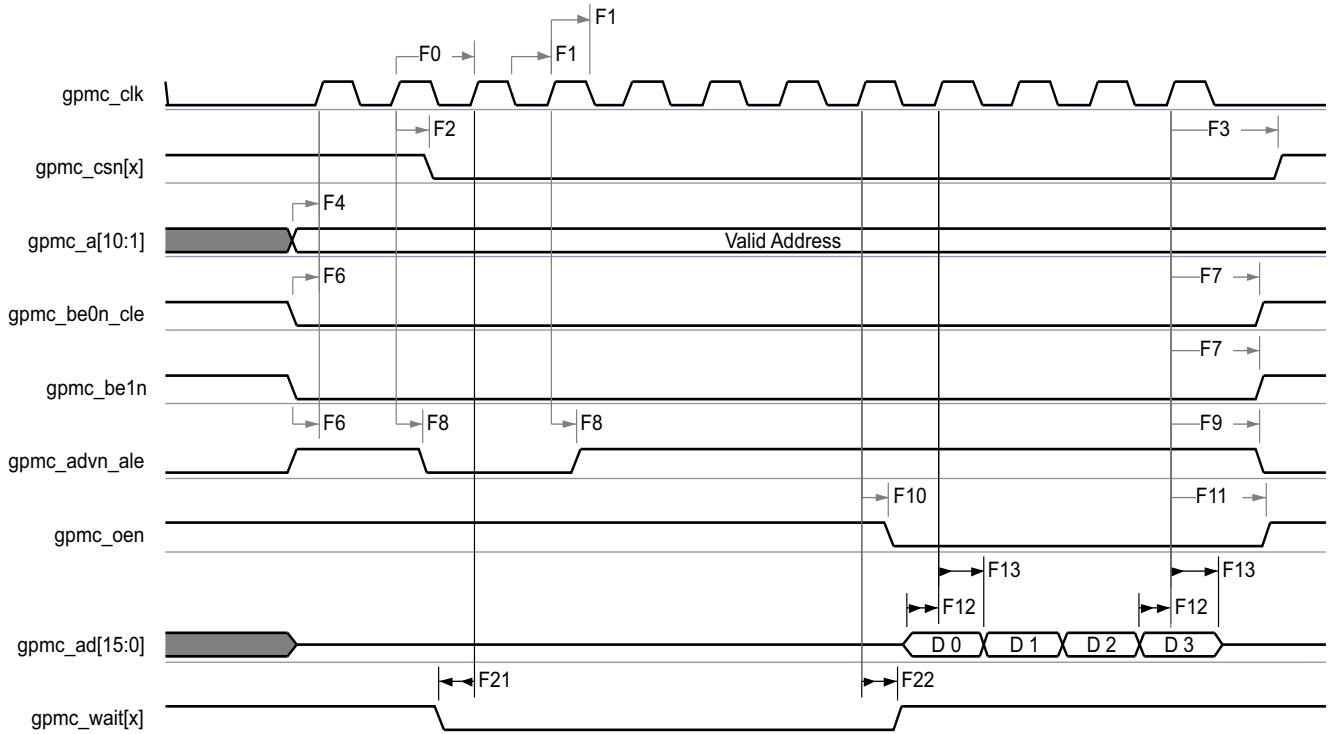 F1
F0
F1
gpmc_clk
F2
F3
gpmc_csn[x]
F4
gpmc_a[10:1]
Valid Address
F6
F7
gpmc_be0n_cle
F7
gpmc_be1n
F6
F8
F8
F9
gpmc_advn_ale
F10
F11
gpmc_oen
F13
F13
F12
F12
gpmc_ad[15:0]
D 0
D 1
D 2
D 3
F21
F22
gpmc_wait[x]